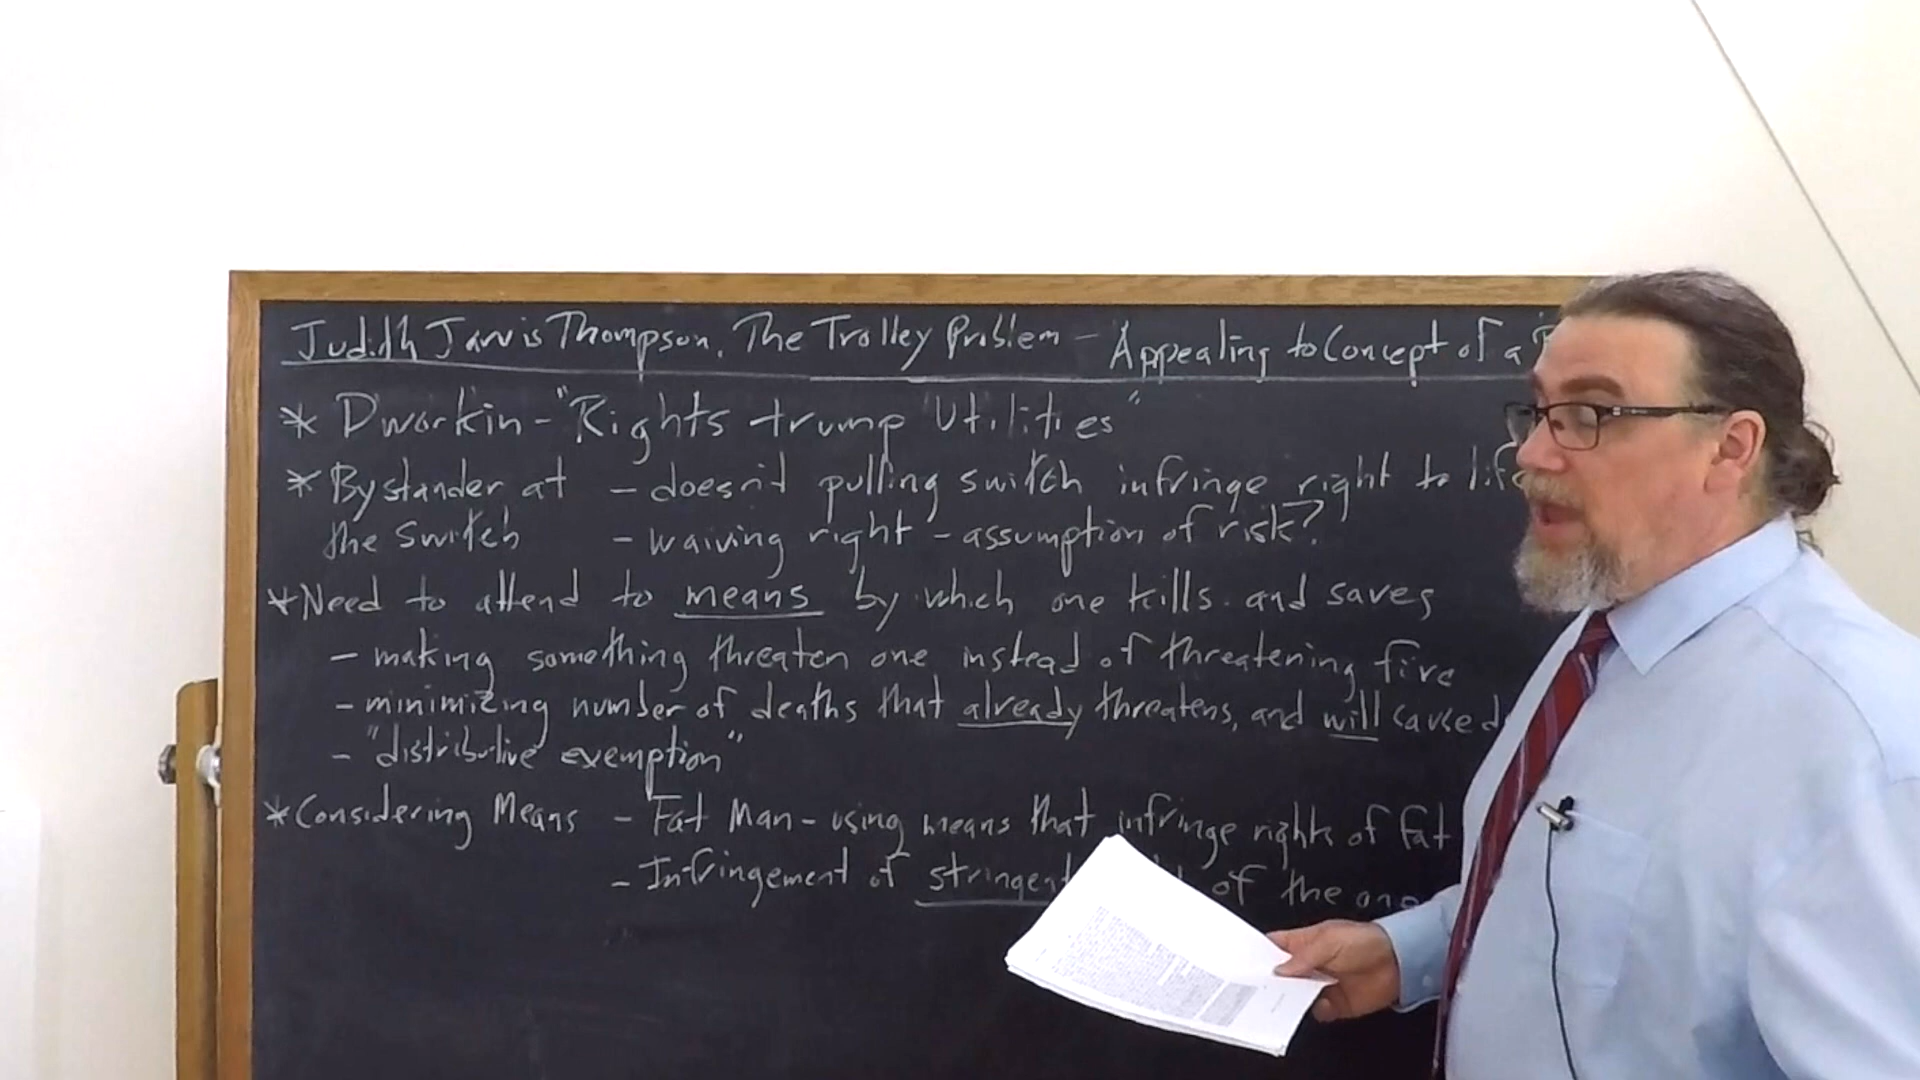 Judith Jarvis Thompson, The Trolley Problem - Appealing to Concept of a
* Dworkin - "Rights trump Utilities"
* Bystander at - doesn't pulling switch infringe right to life
the switch - waiving right - assumption of risk?
* Need to attend to means by which one kills and saves
- making something threaten one instead of threatening five
- minimizing number of deaths that already threatens, and will cause
- "distributive exemption"
* Considering Means - Fat Man - using means that infringe rights of fat
- Infringement of stringent of the one